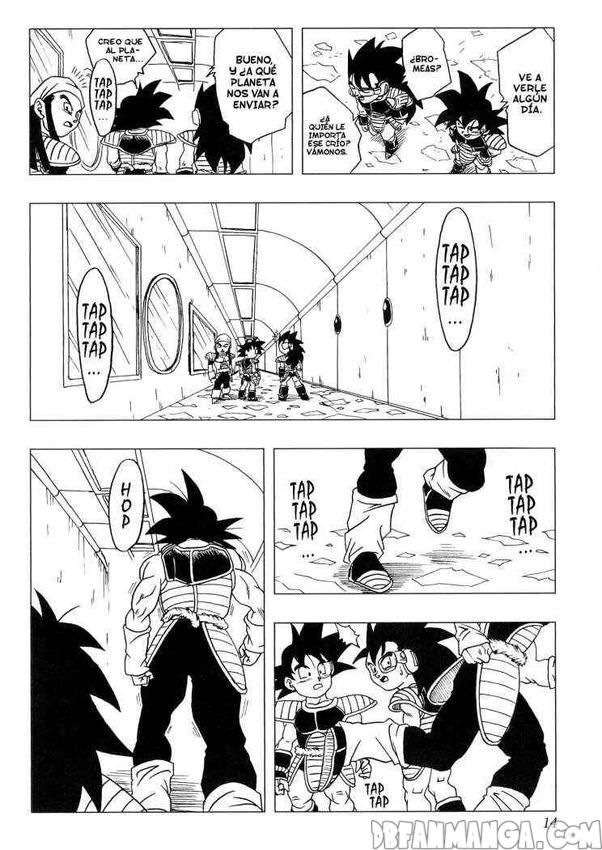 VE A
VERLE
ALGÚN
DÍA.
¿BRO-
MEAS?
¿A
QUIÉN LE
IMPORTA
ESE CRÍO?
VÁMONOS.
BUENO,
Y ¿A QUÉ
PLANETA
NOS VAN
A ENVIAR?
CREO QUE
AL PLA-
NETA...
TAP
TAP
TAP
...
TAP
TAP
TAP
...
TAP
TAP
TAP
...
TAP
TAP
TAP
...
TAP
TAP
TAP
...
TAP
TAP
HOP
14
DBFANMANGA.COM